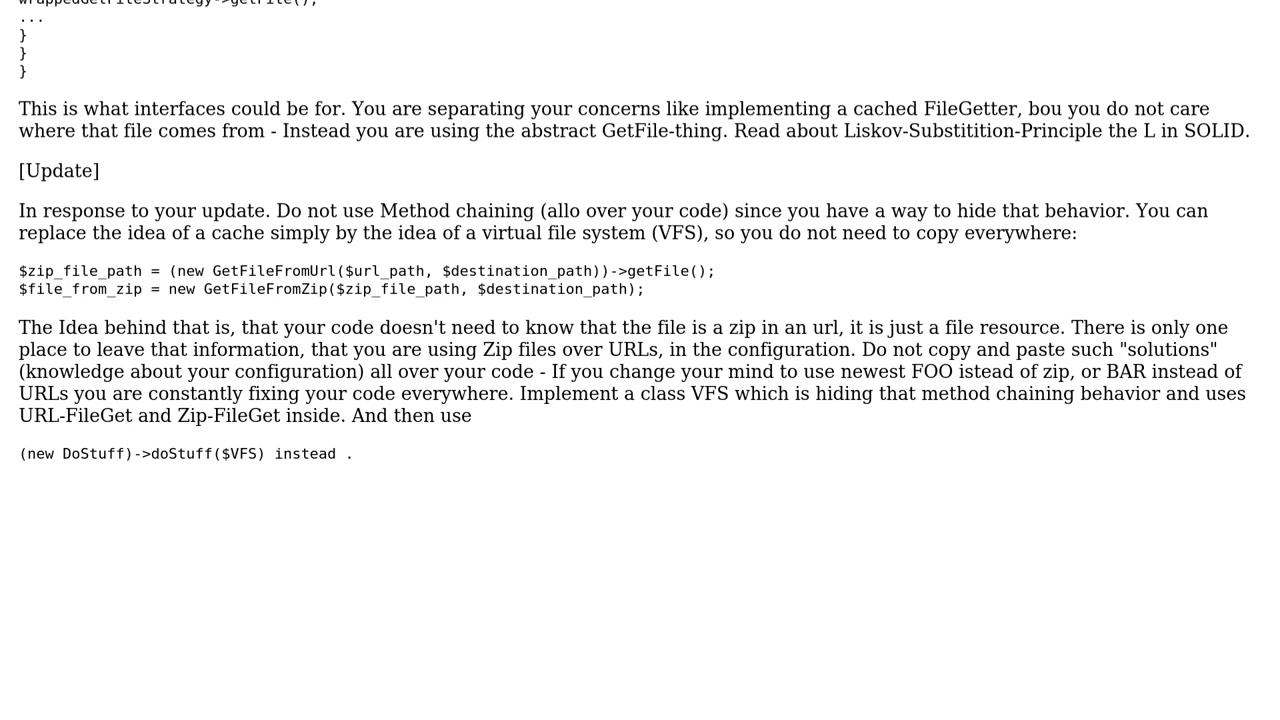 wrappedGetFileStrategy->getFile();
...
}
}
}
This is what interfaces could be for. You are separating your concerns like implementing a cached FileGetter, bou you do not care
where that file comes from - Instead you are using the abstract GetFile-thing. Read about Liskov-Substitition-Principle the L in SOLID.
[Update]
In response to your update. Do not use Method chaining (allo over your code) since you have a way to hide that behavior. You can
replace the idea of a cache simply by the idea of a virtual file system (VFS), so you do not need to copy everywhere:
$zip_file_path = (new GetFileFromUrl($url_path, $destination_path))->getFile();
$file_from_zip = new GetFileFromZip($zip_file_path, $destination_path);
The Idea behind that is, that your code doesn't need to know that the file is a zip in an url, it is just a file resource. There is only one
place to leave that information, that you are using Zip files over URLs, in the configuration. Do not copy and paste such "solutions"
(knowledge about your configuration) all over your code - If you change your mind to use newest FOO istead of zip, or BAR instead of
URLs you are constantly fixing your code everywhere. Implement a class VFS which is hiding that method chaining behavior and uses
URL-FileGet and Zip-FileGet inside. And then use
(new DoStuff)->doStuff($VFS) instead .